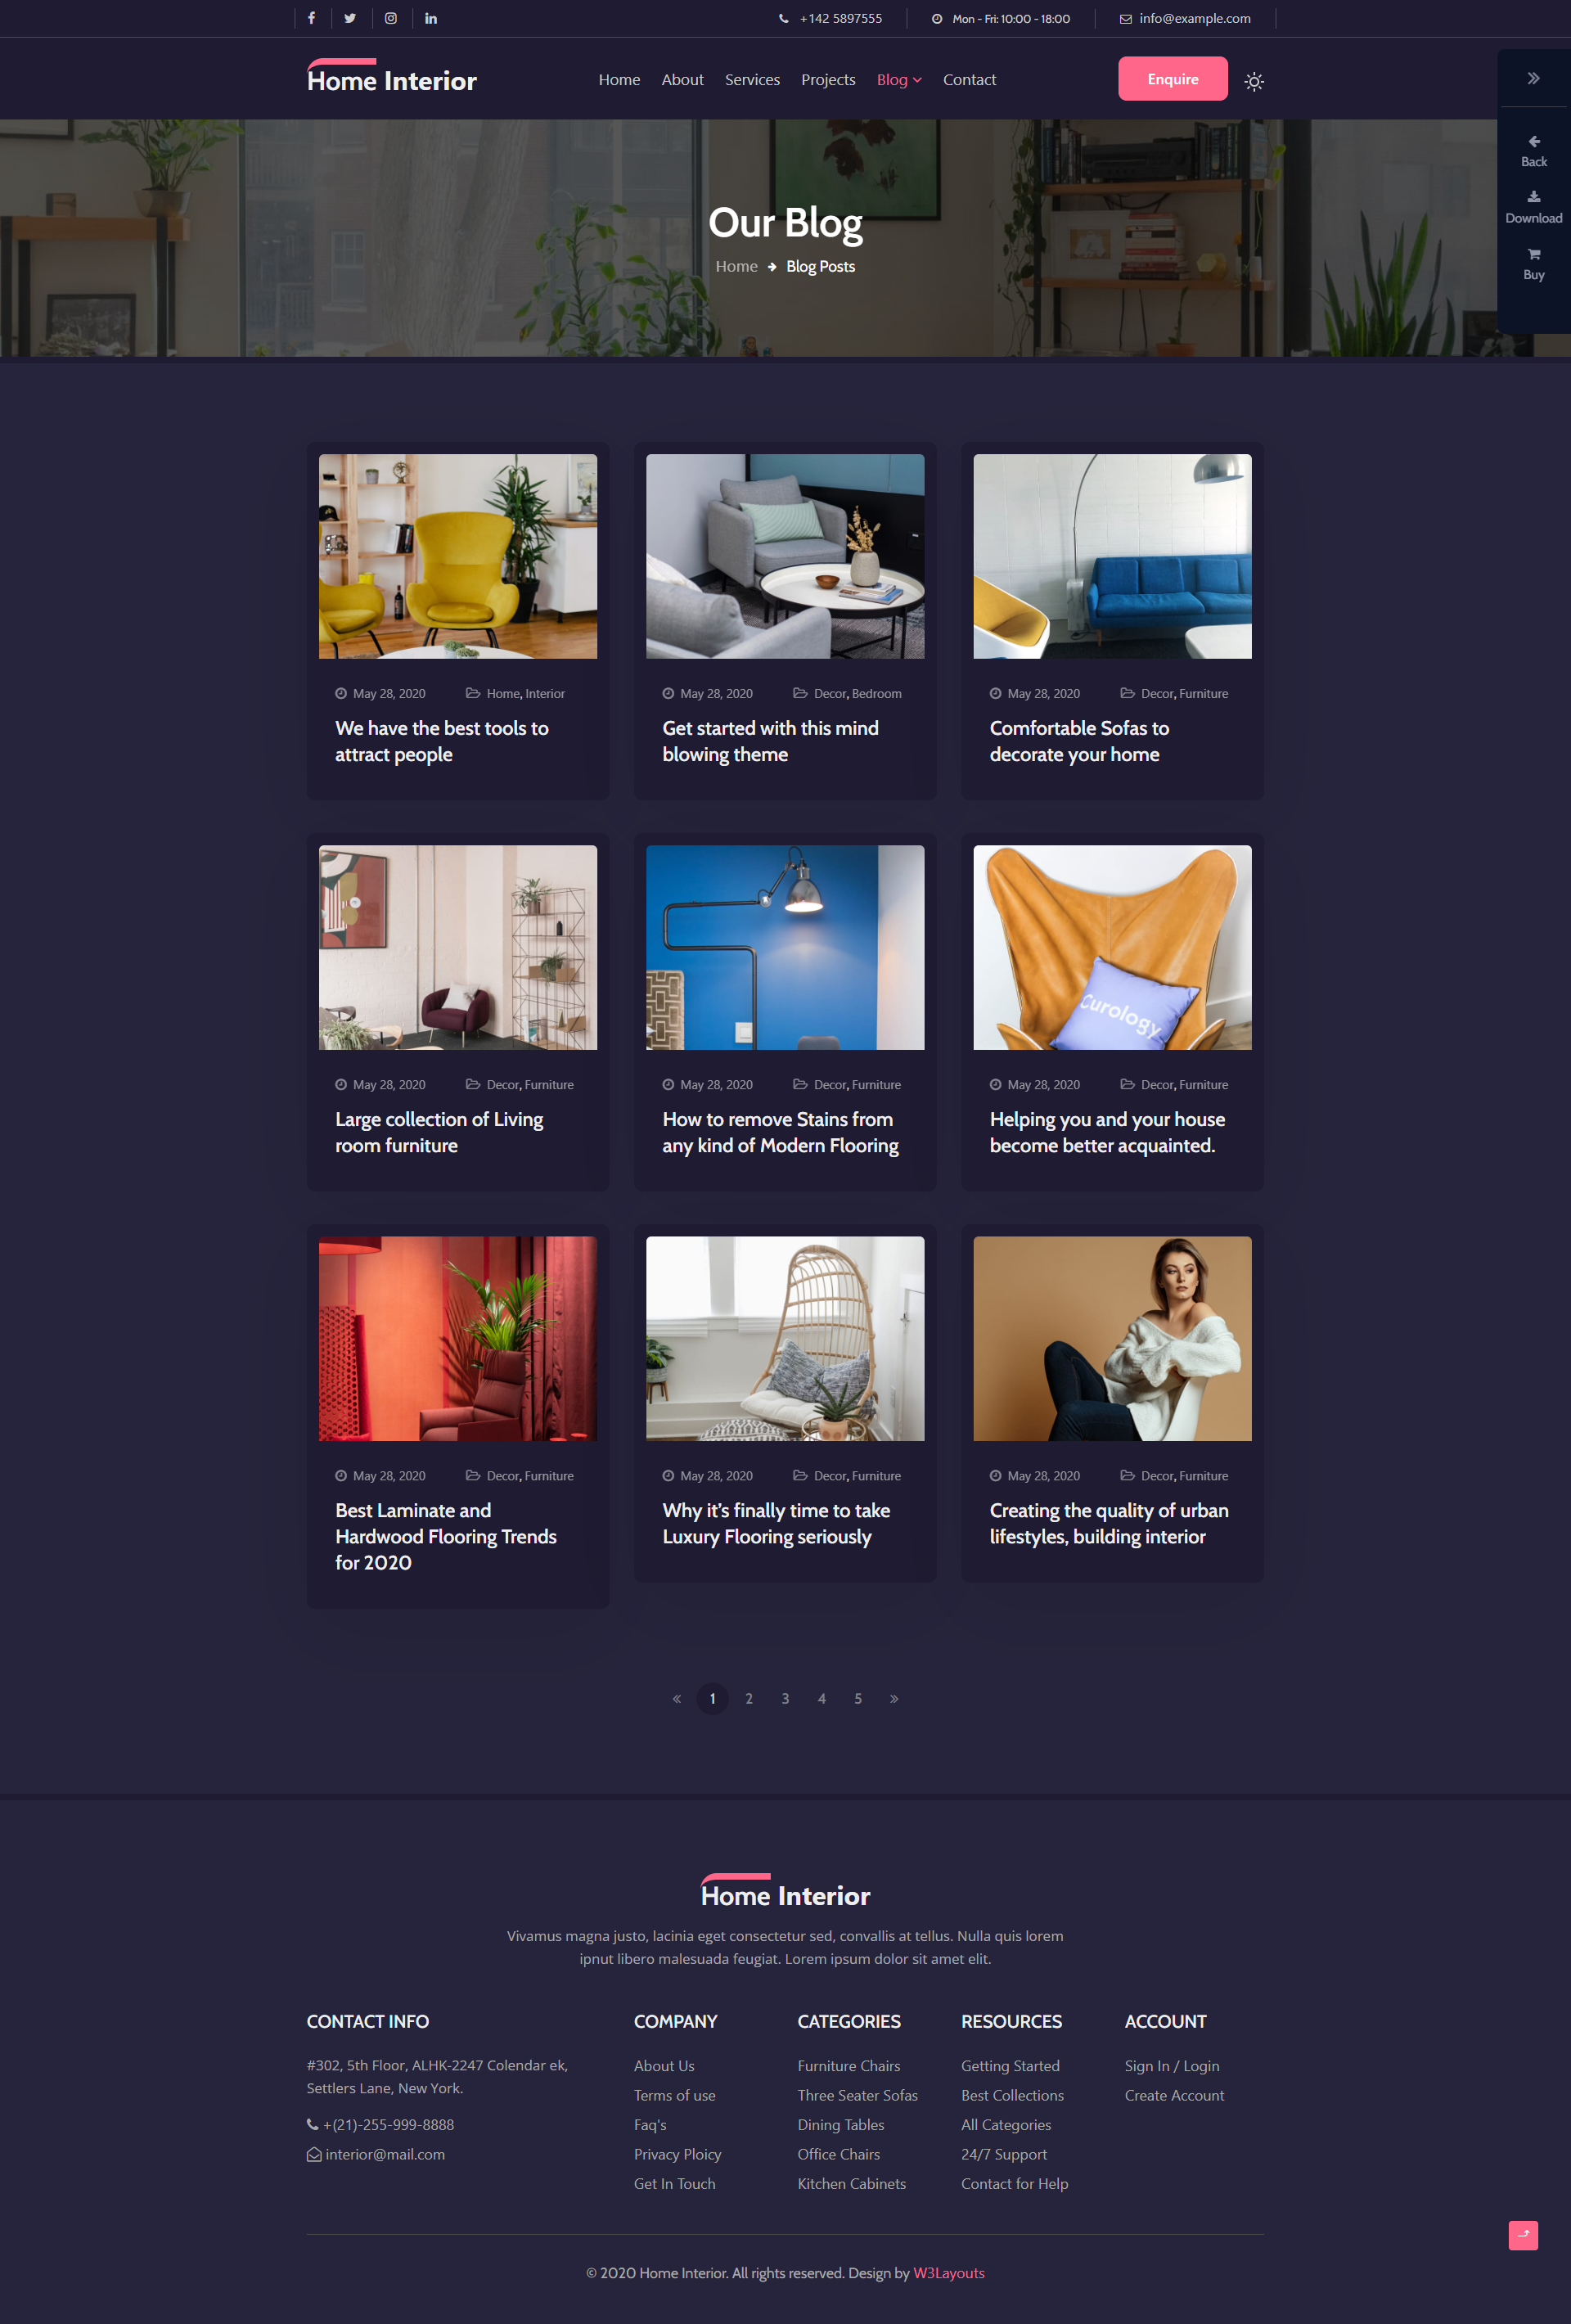 +142 5897555
Mon - Fri: 10:00 - 18:00
info@example.com
Home Interior
Home
About
Services
Projects
Blog
Contact
Enquire
Back
Download
Buy
Our Blog
Home
Blog Posts
May 28, 2020
Home, Interior
We have the best tools to
attract people
May 28, 2020
Decor, Bedroom
Get started with this mind
blowing theme
May 28, 2020
Decor, Furniture
Comfortable Sofas to
decorate your home
May 28, 2020
Decor, Furniture
Large collection of Living
room furniture
May 28, 2020
Decor, Furniture
How to remove Stains from
any kind of Modern Flooring
Curology
May 28, 2020
Decor, Furniture
Helping you and your house
become better acquainted.
May 28, 2020
Decor, Furniture
Best Laminate and
Hardwood Flooring Trends
for 2020
May 28, 2020
Decor, Furniture
Why it’s finally time to take
Luxury Flooring seriously
May 28, 2020
Decor, Furniture
Creating the quality of urban
lifestyles, building interior
« 1 2 3 4 5 »
Home Interior
Vivamus magna justo, lacinia eget consectetur sed, convallis at tellus. Nulla quis lorem
ipnut libero malesuada feugiat. Lorem ipsum dolor sit amet elit.
CONTACT INFO
#302, 5th Floor, ALHK-2247 Colendar ek,
Settlers Lane, New York.
+(21)-255-999-8888
interior@mail.com
COMPANY
About Us
Terms of use
Faq's
Privacy Ploicy
Get In Touch
CATEGORIES
Furniture Chairs
Three Seater Sofas
Dining Tables
Office Chairs
Kitchen Cabinets
RESOURCES
Getting Started
Best Collections
All Categories
24/7 Support
Contact for Help
ACCOUNT
Sign In / Login
Create Account
© 2020 Home Interior. All rights reserved. Design by W3Layouts